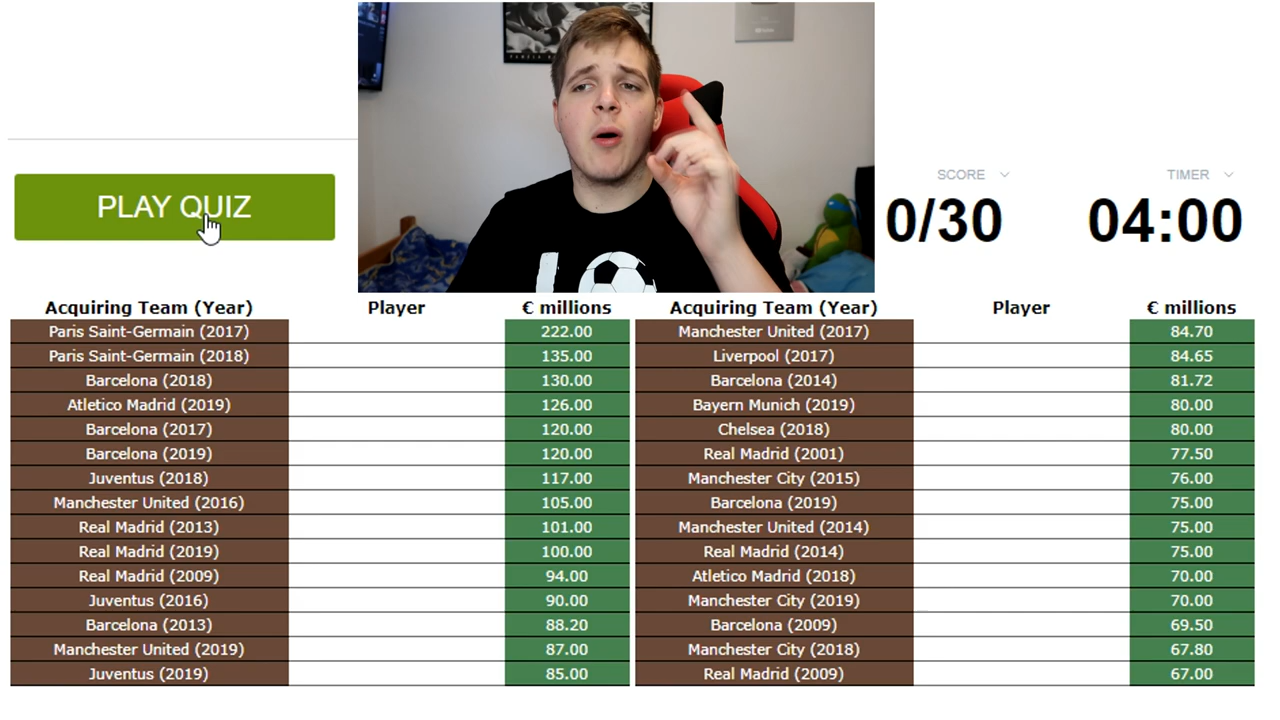 PLAY QUIZ
SCORE
TIMER
0/30
04:00
Acquiring Team (Year) Player € millions
Paris Saint-Germain (2017) 222.00
Paris Saint-Germain (2018) 135.00
Barcelona (2018) 130.00
Atletico Madrid (2019) 126.00
Barcelona (2017) 120.00
Barcelona (2019) 120.00
Juventus (2018) 117.00
Manchester United (2016) 105.00
Real Madrid (2013) 101.00
Real Madrid (2019) 100.00
Real Madrid (2009) 94.00
Juventus (2016) 90.00
Barcelona (2013) 88.20
Manchester United (2019) 87.00
Juventus (2019) 85.00
Acquiring Team (Year) Player € millions
Manchester United (2017) 84.70
Liverpool (2017) 84.65
Barcelona (2014) 81.72
Bayern Munich (2019) 80.00
Chelsea (2018) 80.00
Real Madrid (2001) 77.50
Manchester City (2015) 76.00
Barcelona (2019) 75.00
Manchester United (2014) 75.00
Real Madrid (2014) 75.00
Atletico Madrid (2018) 70.00
Manchester City (2019) 70.00
Barcelona (2009) 69.50
Manchester City (2018) 67.80
Real Madrid (2009) 67.00